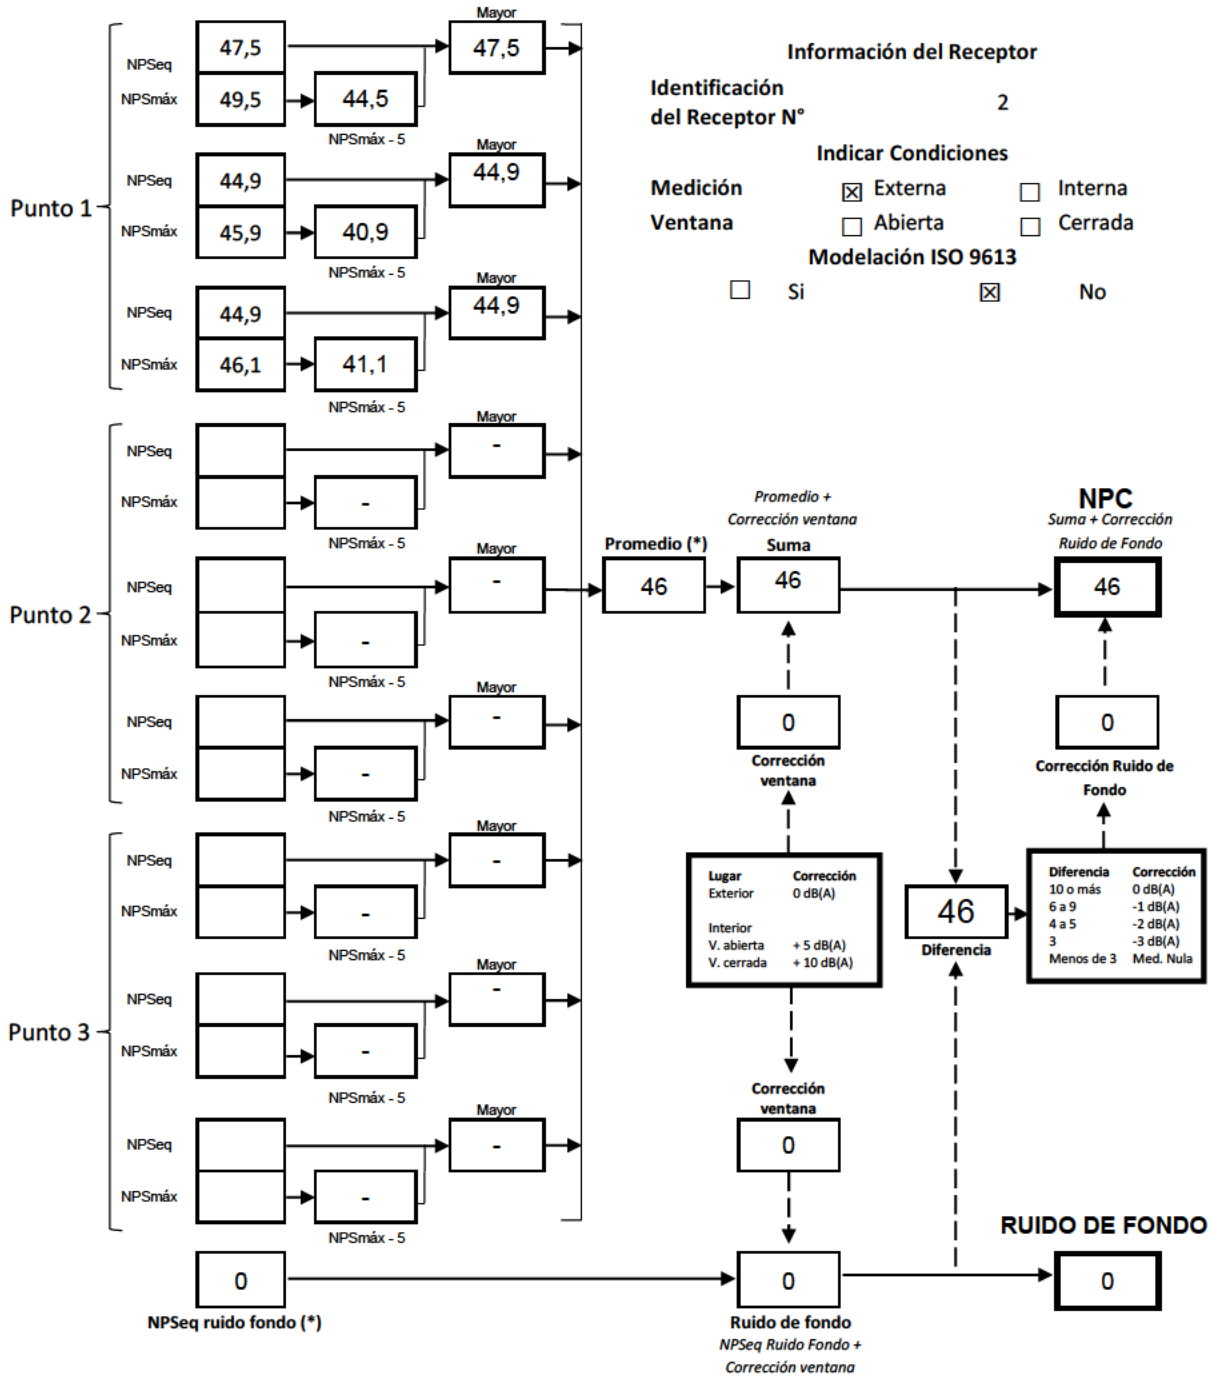 Mayor
NPSeq 47,5 47,5
NPSmáx 49,5 44,5
NPSmáx - 5
Mayor
NPSeq 44,9 44,9
Punto 1
NPSmáx 45,9 40,9
NPSmáx - 5
Mayor
NPSeq 44,9 44,9
NPSmáx 46,1 41,1
NPSmáx - 5
Información del Receptor
Identificación
del Receptor N° 2
Indicar Condiciones
Medición ☒ Externa ☐ Interna
Ventana ☐ Abierta ☐ Cerrada
Modelación ISO 9613
☐ Si ☒ No
Mayor
NPSeq -
NPSmáx -
NPSmáx - 5
Mayor
NPSeq -
Punto 2
NPSmáx -
NPSmáx - 5
Mayor
NPSeq -
NPSmáx -
NPSmáx - 5
Mayor
NPSeq -
NPSmáx -
NPSmáx - 5
Mayor
NPSeq -
Punto 3
NPSmáx -
NPSmáx - 5
Mayor
NPSeq -
NPSmáx -
NPSmáx - 5
Promedio (*)
46
Promedio +
Corrección ventana
Suma
46
NPC
Suma + Corrección
Ruido de Fondo
46
0
Corrección
ventana
0
Corrección Ruido de
Fondo
Lugar Corrección
Exterior 0 dB(A)
Interior
V. abierta + 5 dB(A)
V. cerrada + 10 dB(A)
46
Diferencia
Diferencia Corrección
10 o más 0 dB(A)
6 a 9 -1 dB(A)
4 a 5 -2 dB(A)
3 -3 dB(A)
Menos de 3 Med. Nula
Corrección
ventana
0
0
NPSeq ruido fondo (*)
0
Ruido de fondo
NPSeq Ruido Fondo +
Corrección ventana
RUIDO DE FONDO
0